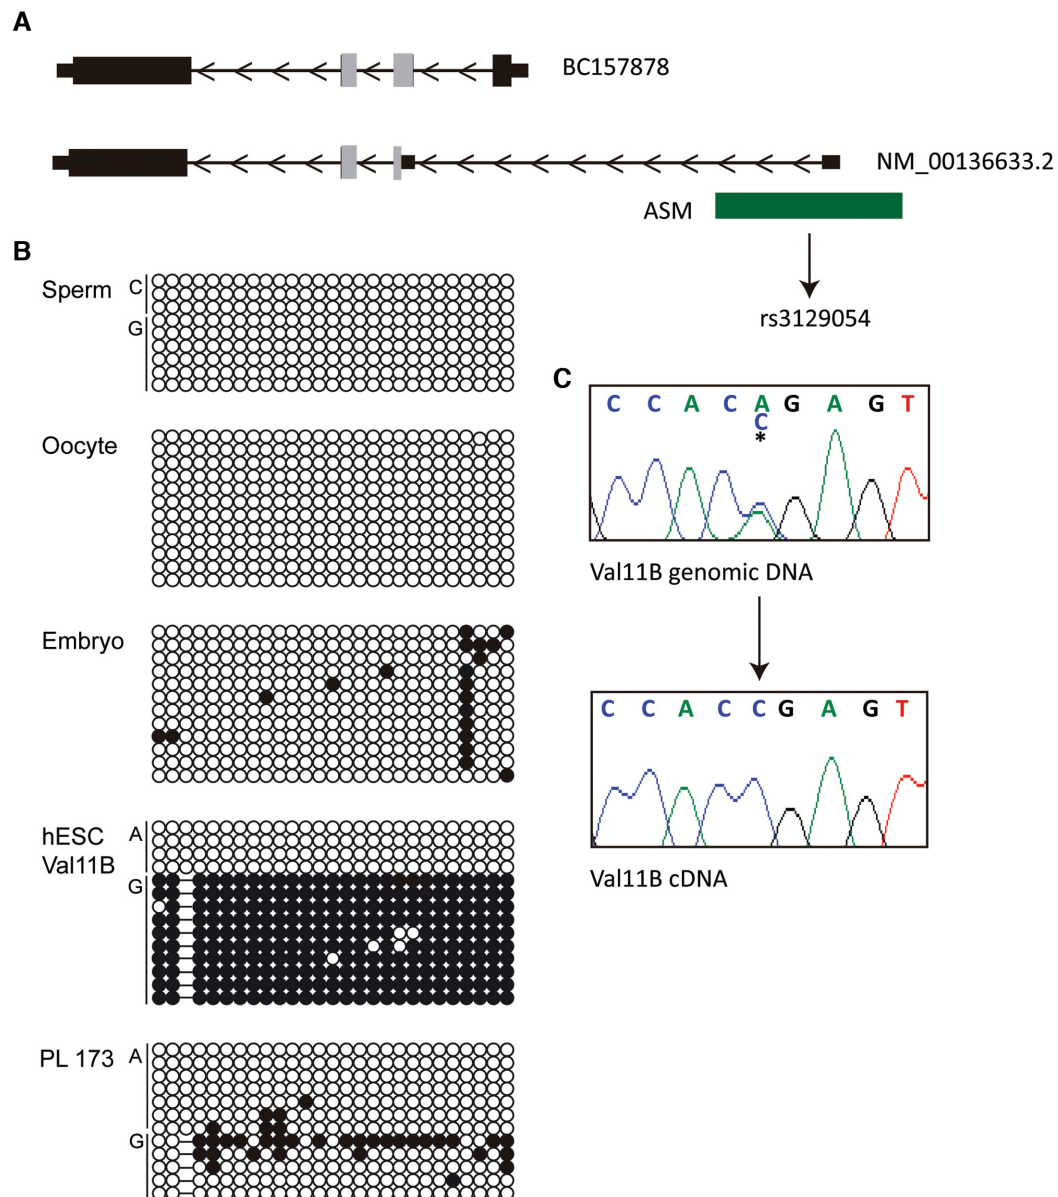 A
BC157878
NM_00136633.2
ASM
rs3129054
B
Sperm
C
G
Oocyte
Embryo
hESC
Val11B
A
G
PL 173
A
G
C
C C A C A G A G T
C
*
Val11B genomic DNA
C C A C C G A G T
Val11B cDNA